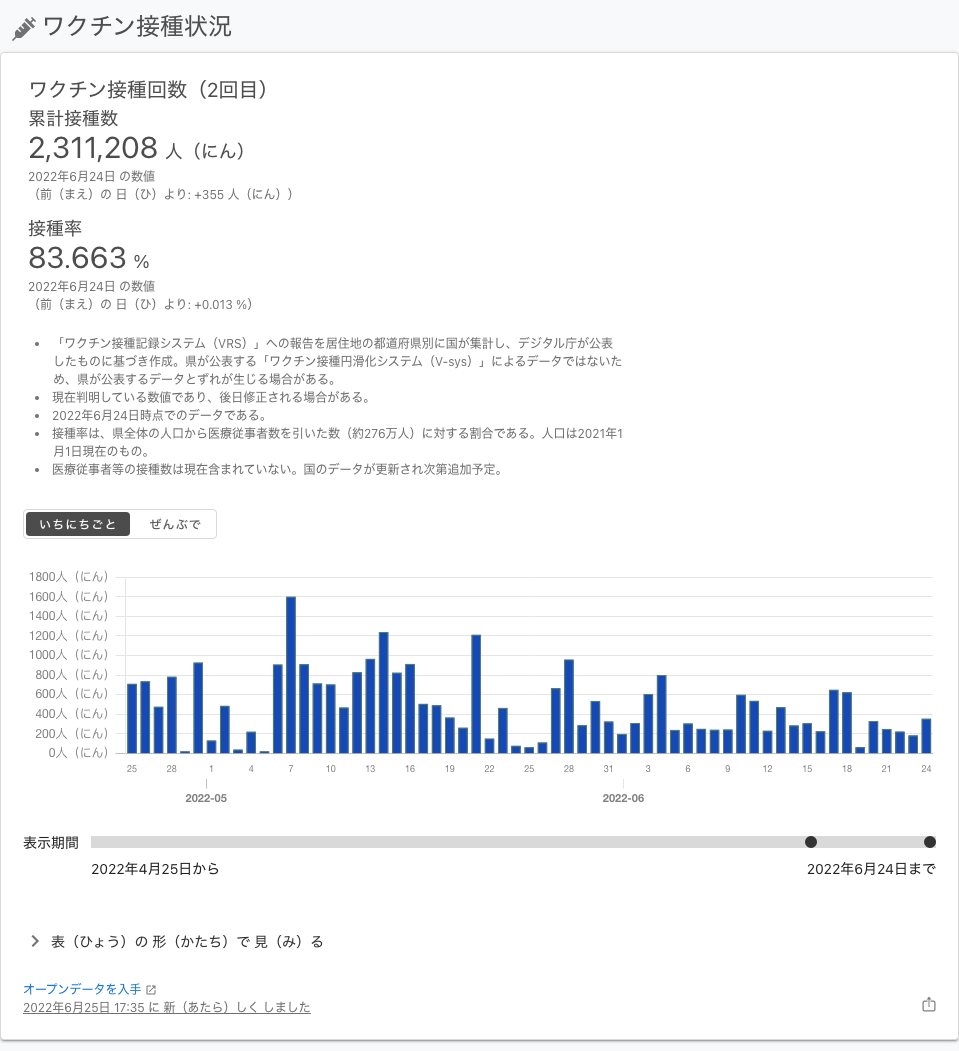 ワクチン接種状況
ワクチン接種回数（2回目）
累計接種数
2,311,208 人（にん）
2022年6月24日 の数値
（前（まえ）の 日（ひ）より: +355 人（にん））
接種率
83.663 %
2022年6月24日 の数値
（前（まえ）の 日（ひ）より: +0.013 %）
• 「ワクチン接種記録システム（VRS）」への報告を居住地の都道府県別に国が集計し、デジタル庁が公表
したものに基づき作成。県が公表する「ワクチン接種円滑化システム（V-sys）」によるデータではないた
め、県が公表するデータとずれが生じる場合がある。
• 現在判明している数値であり、後日修正される場合がある。
• 2022年6月24日時点でのデータである。
• 接種率は、県全体の人口から医療従事者数を引いた数（約276万人）に対する割合である。人口は2021年1
月1日現在のもの。
• 医療従事者等の接種数は現在含まれていない。国のデータが更新され次第追加予定。
いちにちごと ぜんぶで
1800人（にん）
1600人（にん）
1400人（にん）
1200人（にん）
1000人（にん）
800人（にん）
600人（にん）
400人（にん）
200人（にん）
0人（にん）
25 28 1 4 7 10 13 16 19 22 25 28 31 3 6 9 12 15 18 21 24
2022-05 2022-06
表示期間
2022年4月25日から 2022年6月24日まで
表（ひょう）の 形（かたち）で 見（み）る
オープンデータを入手
2022年6月25日 17:35 に 新（あたら）しく しました